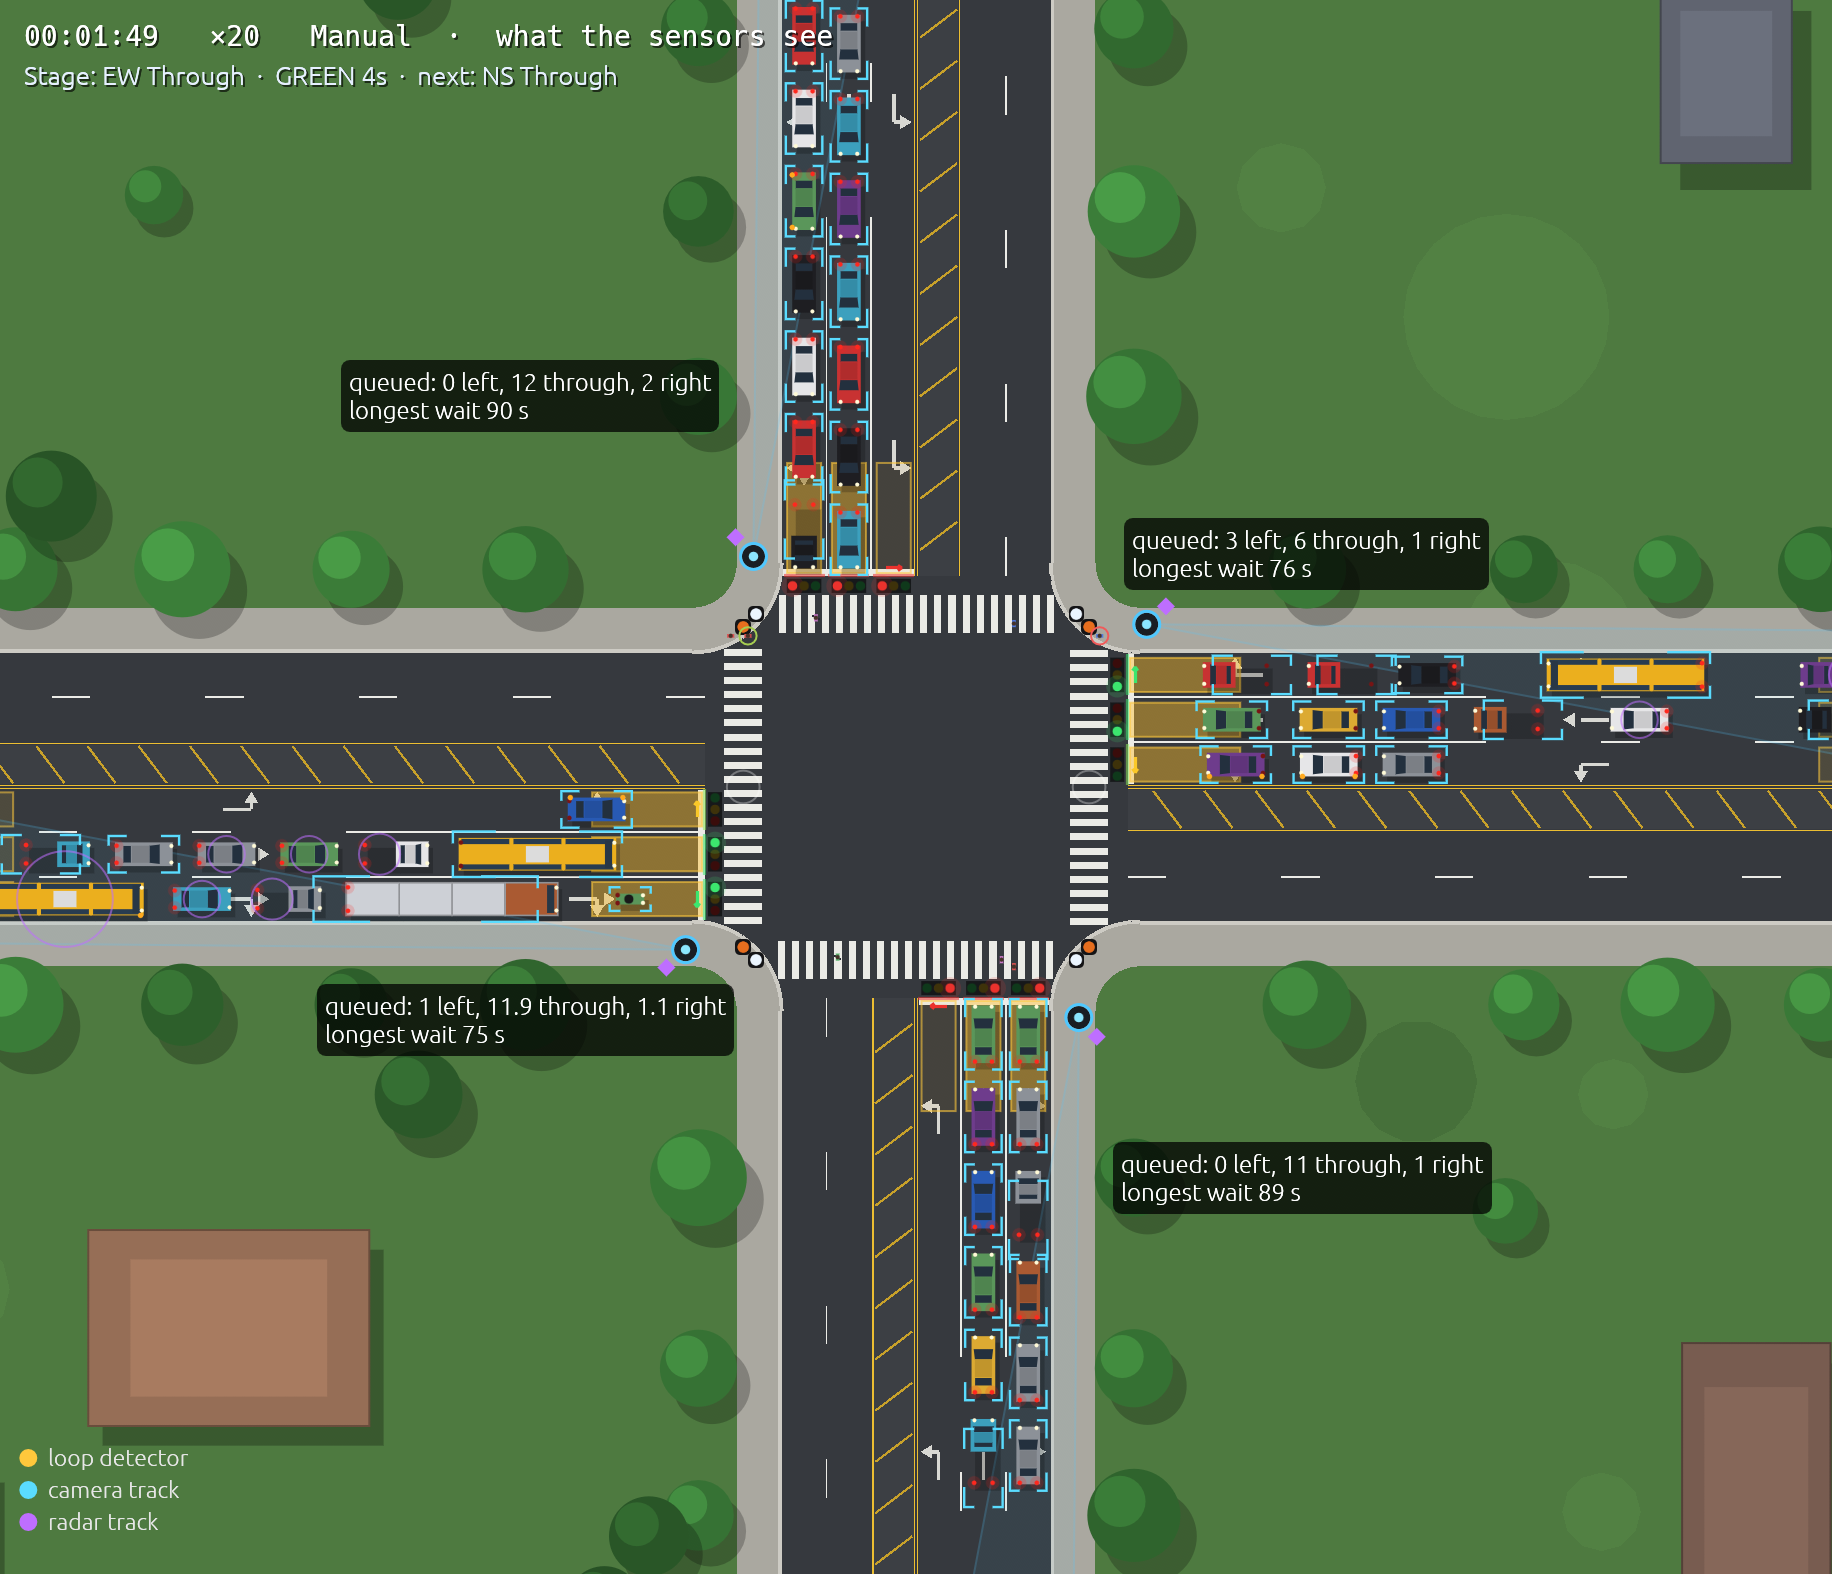 00:01:49 ×20 Manual · what the sensors see
Stage: EW Through · GREEN 4s · next: NS Through
queued: 0 left, 12 through, 2 right
longest wait 90 s
queued: 3 left, 6 through, 1 right
longest wait 76 s
queued: 1 left, 11.9 through, 1.1 right
longest wait 75 s
queued: 0 left, 11 through, 1 right
longest wait 89 s
loop detector
camera track
radar track